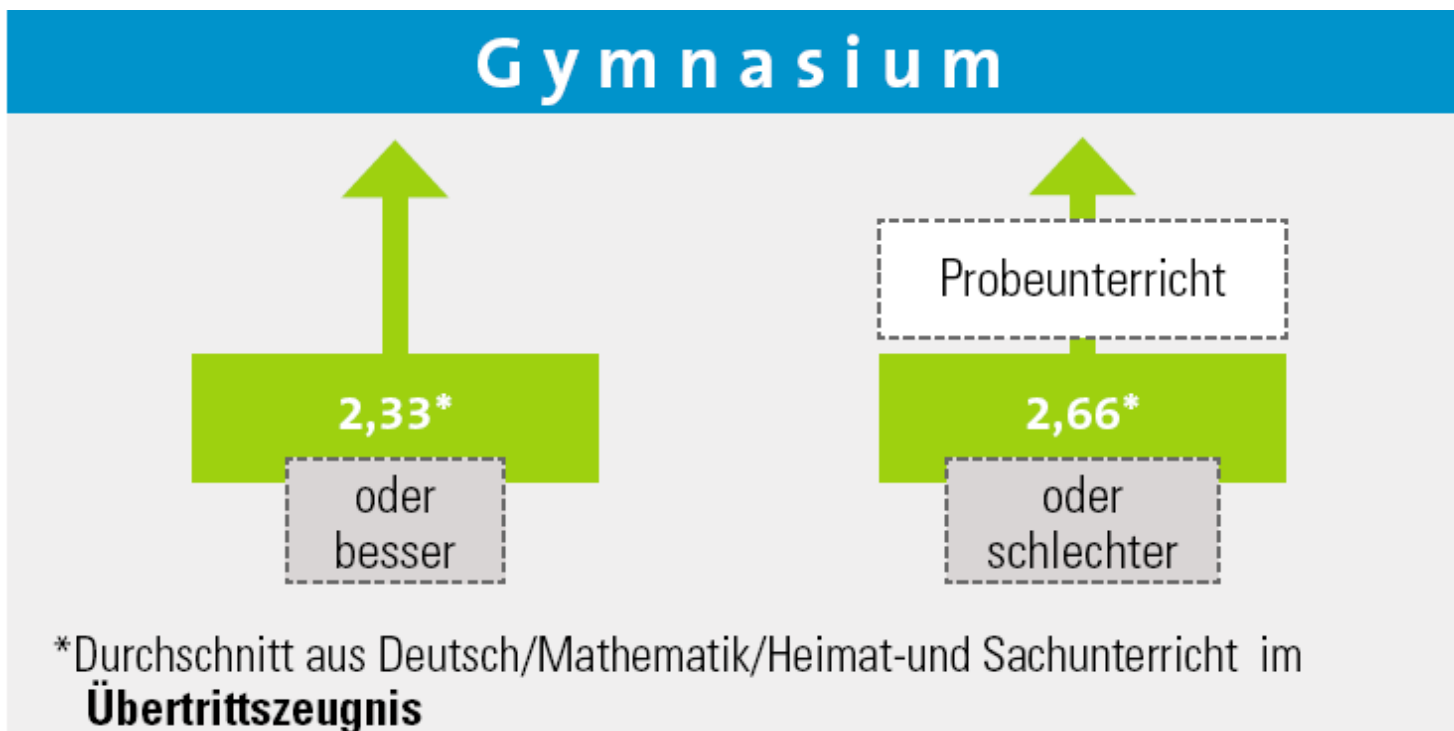 Gymnasium
Probeunterricht
2,33*
2,66*
oder
besser
oder
schlechter
*Durchschnitt aus Deutsch/Mathematik/Heimat-und Sachunterricht im
Übertrittszeugnis